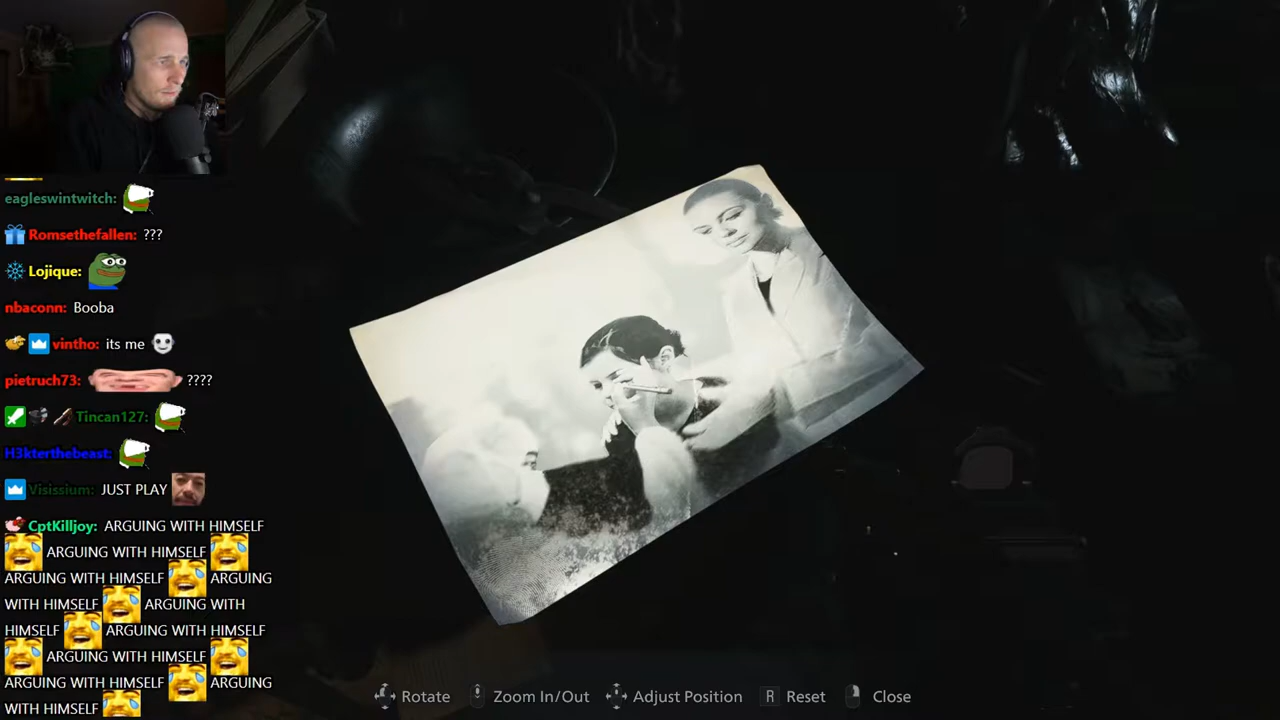 eagleswintwitch:
Romsethefallen: ???
Lojique:
nbaconn: Booba
vintho: its me
pietruch73: ????
Tincan127:
H3kterthebeast:
Visissium: JUST PLAY
CptKilljoy: ARGUING WITH HIMSELF
ARGUING WITH HIMSELF
ARGUING WITH HIMSELF ARGUING
WITH HIMSELF ARGUING WITH
HIMSELF ARGUING WITH HIMSELF
ARGUING WITH HIMSELF
ARGUING WITH HIMSELF ARGUING
WITH HIMSELF
Rotate Zoom In/Out Adjust Position R Reset Close